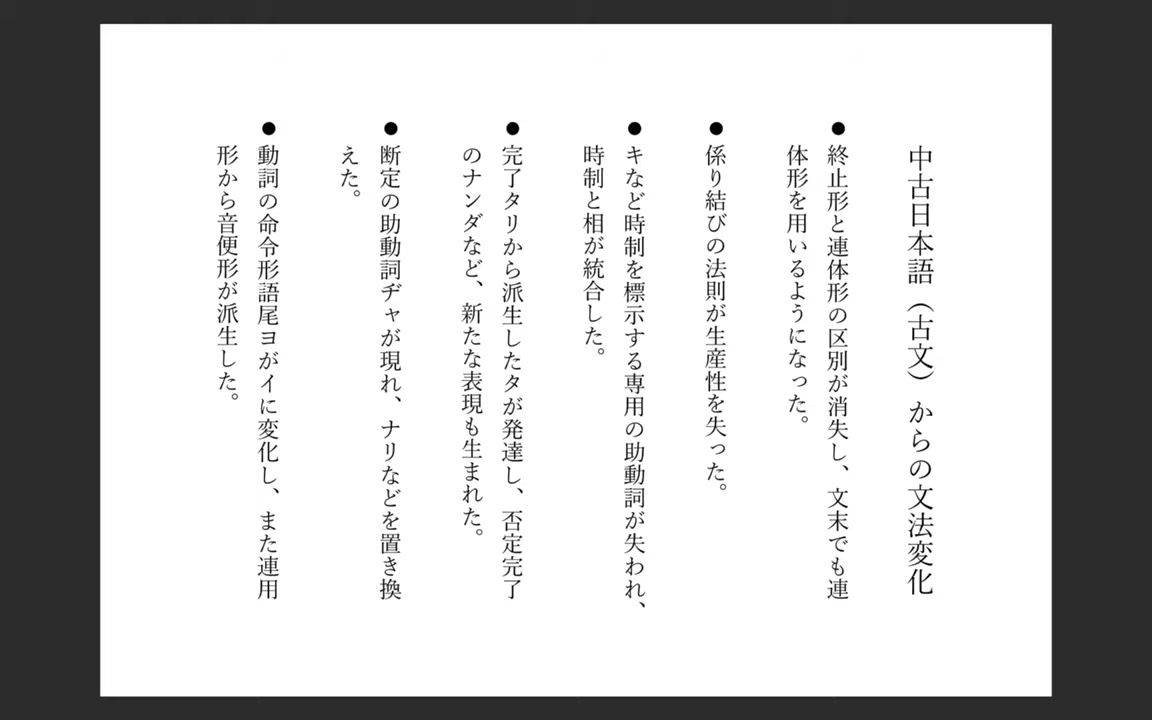 中古日本語（古文）からの文法変化
●終止形と連体形の区別が消失し、文末でも連
体形を用いるようになった。
●係り結びの法則が生産性を失った。
●キなど時制を標示する専用の助動詞が失われ、
時制と相が統合した。
●完了タリから派生したタが発達し、否定完了
のナンダなど、新たな表現も生まれた。
●断定の助動詞ヂャが現れ、ナリなどを置き換
えた。
●動詞の命令形語尾ヨがイに変化し、また連用
形から音便形が派生した。